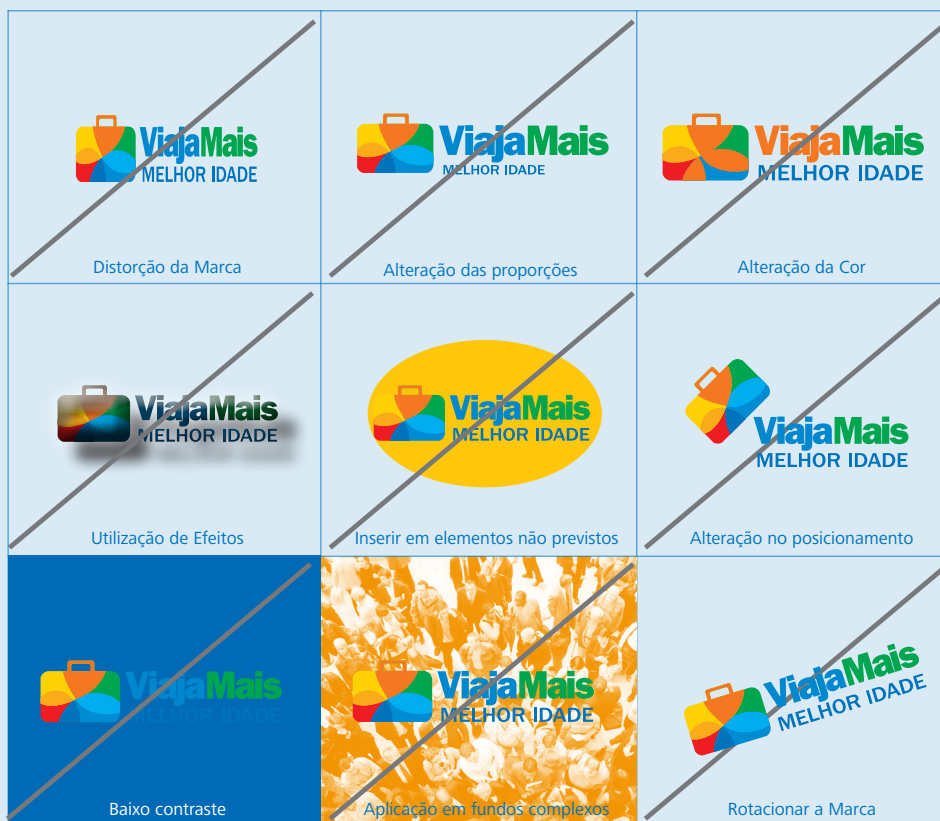 ViajaMais
MELHOR IDADE
Distorção da Marca
ViajaMais
MELHOR IDADE
Alteração das proporções
ViajaMais
MELHOR IDADE
Alteração da Cor
ViajaMais
MELHOR IDADE
Utilização de Efeitos
ViajaMais
MELHOR IDADE
Inserir em elementos não previstos
ViajaMais
MELHOR IDADE
Alteração no posicionamento
ViajaMais
MELHOR IDADE
Baixo contraste
ViajaMais
MELHOR IDADE
Aplicação em fundos complexos
ViajaMais
MELHOR IDADE
Rotacionar a Marca